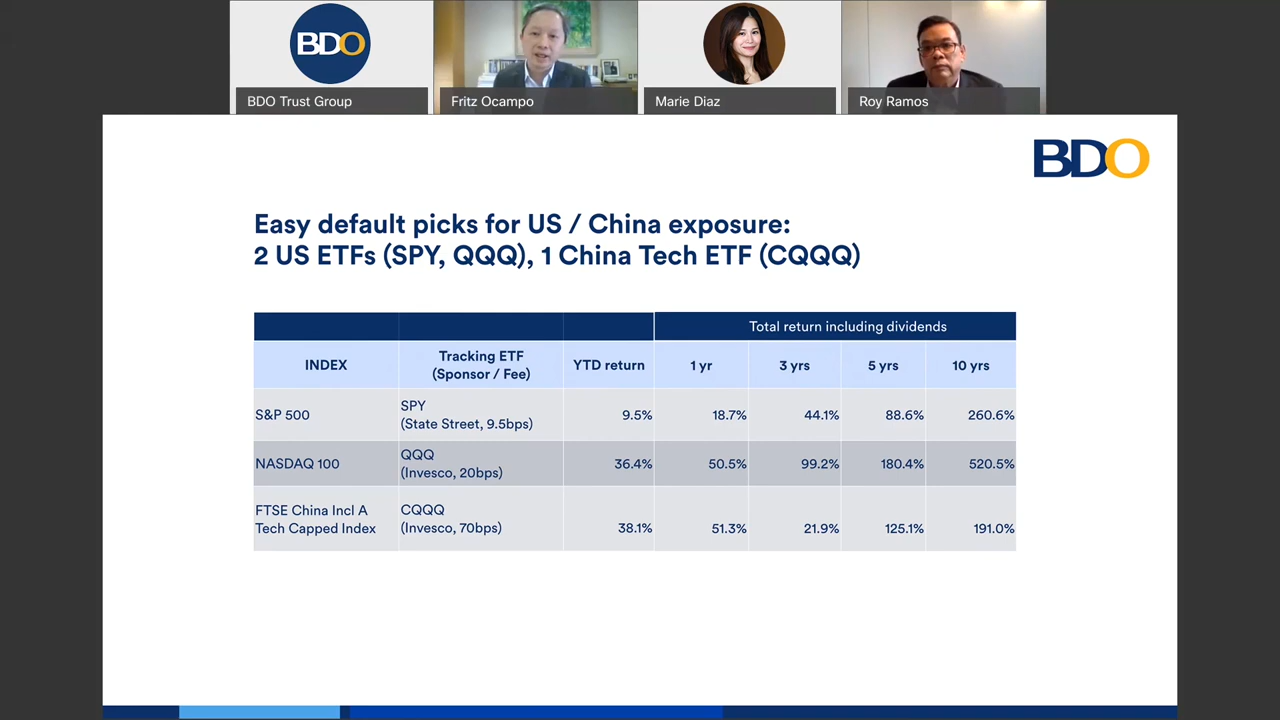 BDO
BDO Trust Group
Fritz Ocampo
Marie Diaz
Roy Ramos
BDO
Easy default picks for US / China exposure:
2 US ETFs (SPY, QQQ), 1 China Tech ETF (CQQQ)
Total return including dividends
INDEX
Tracking ETF
(Sponsor / Fee)
YTD return
1 yr
3 yrs
5 yrs
10 yrs
S&P 500
SPY
(State Street, 9.5bps)
9.5%
18.7%
44.1%
88.6%
260.6%
NASDAQ 100
QQQ
(Invesco, 20bps)
36.4%
50.5%
99.2%
180.4%
520.5%
FTSE China Incl A
Tech Capped Index
CQQQ
(Invesco, 70bps)
38.1%
51.3%
21.9%
125.1%
191.0%